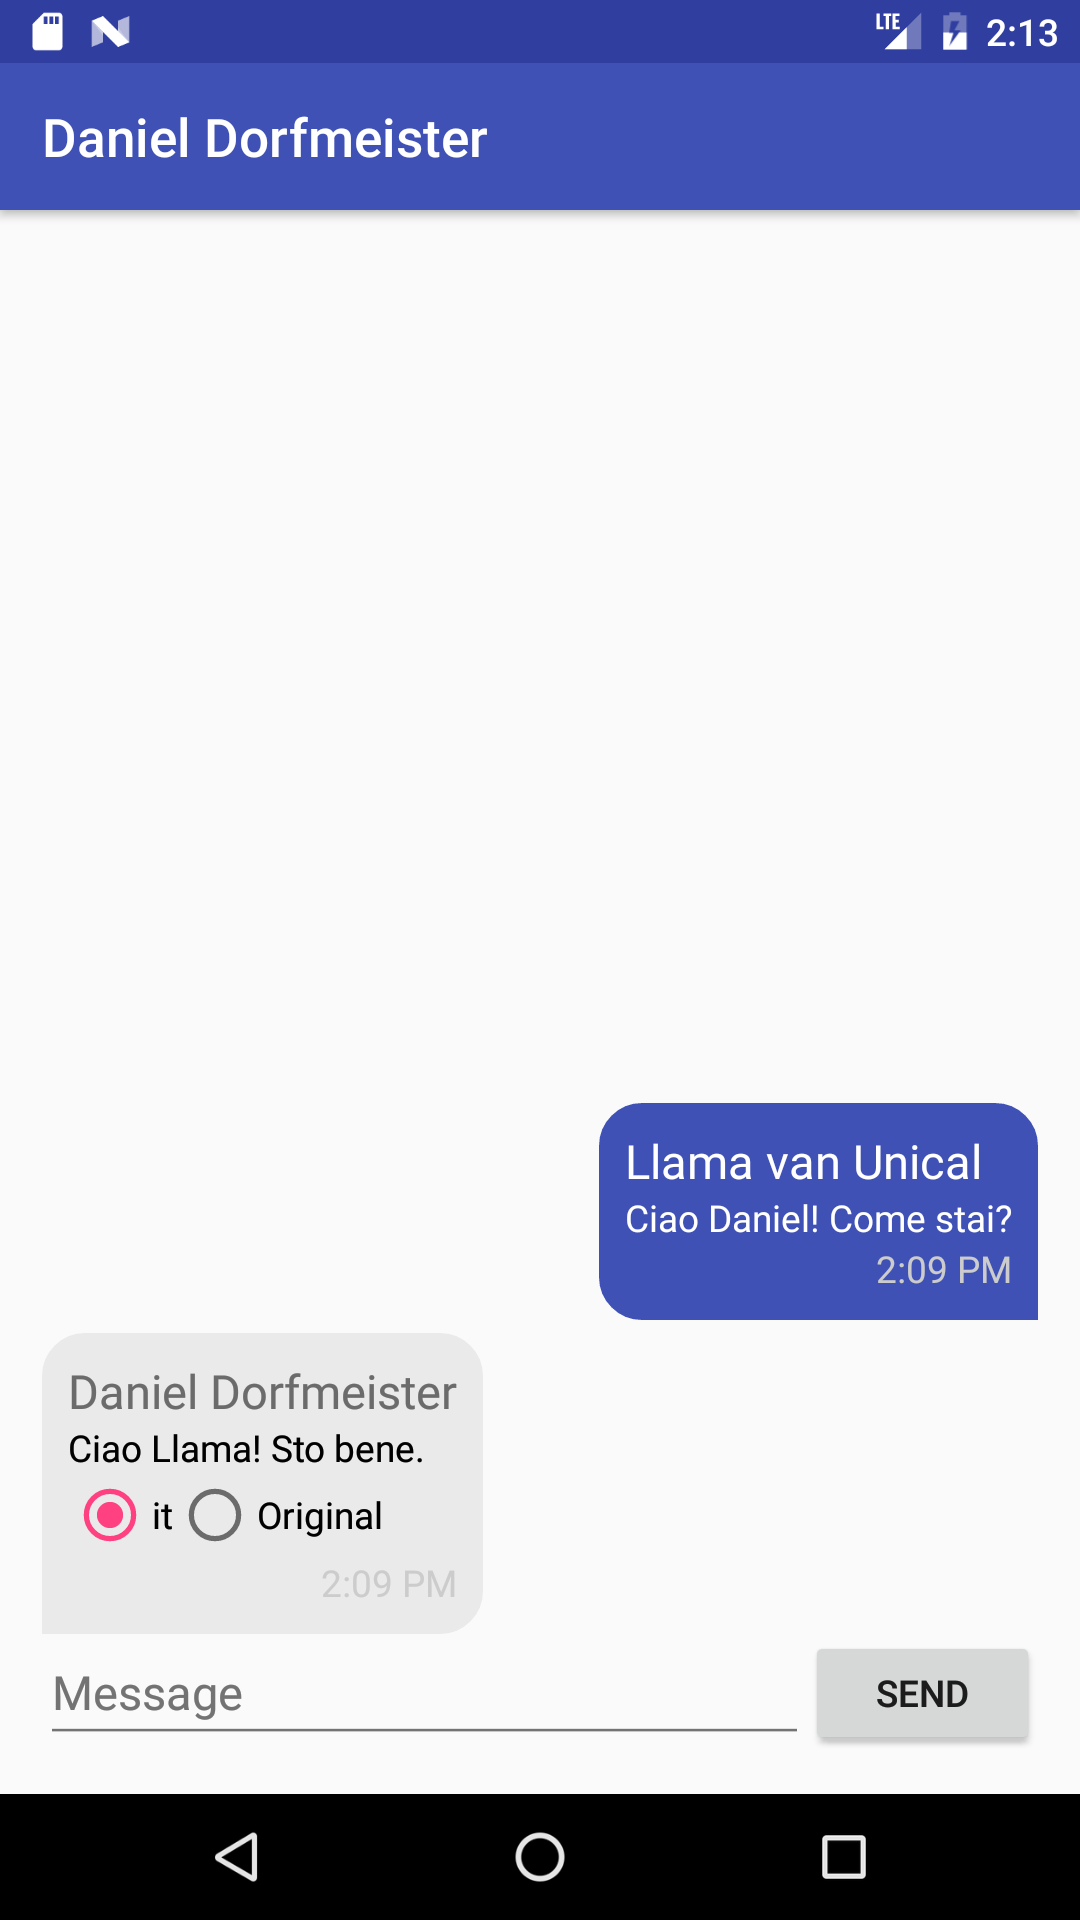 LTE 2:13
Daniel Dorfmeister
Llama van Unical
Ciao Daniel! Come stai?
2:09 PM
Daniel Dorfmeister
Ciao Llama! Sto bene.
it Original
2:09 PM
Message SEND